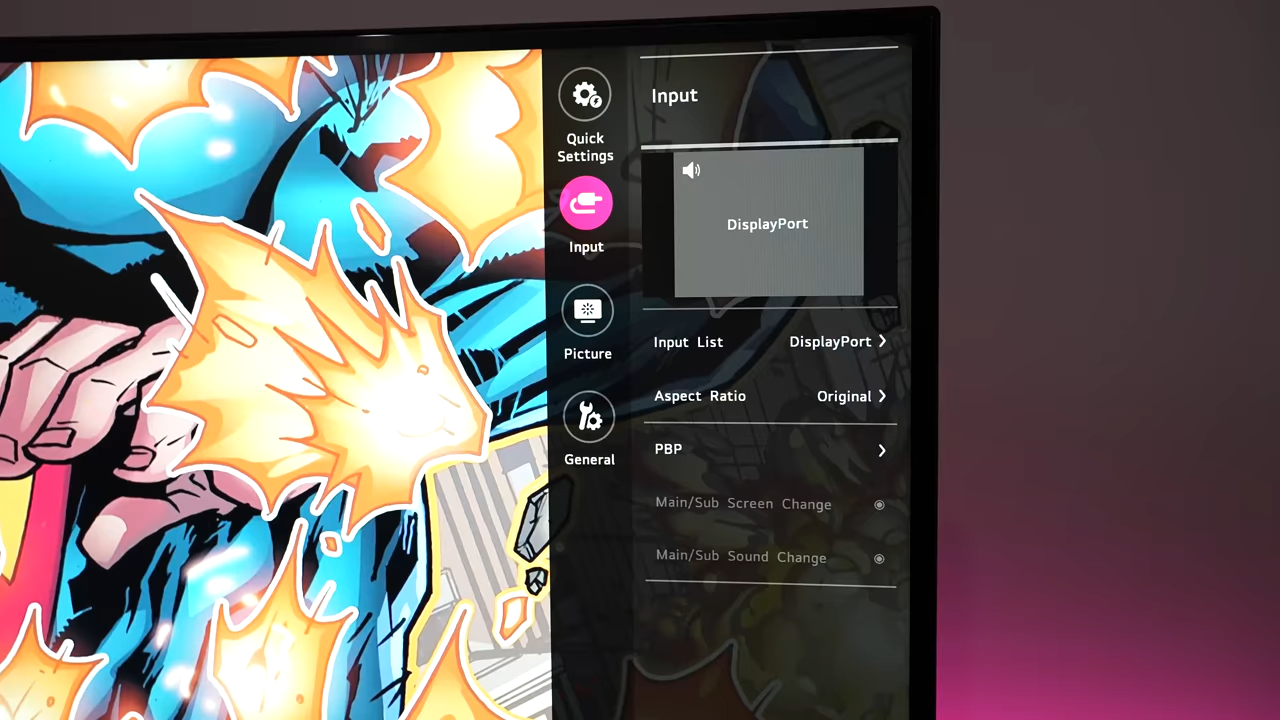 Quick
Settings
Input
Picture
General
Input
DisplayPort
Input List DisplayPort
Aspect Ratio Original
PBP
Main/Sub Screen Change
Main/Sub Sound Change